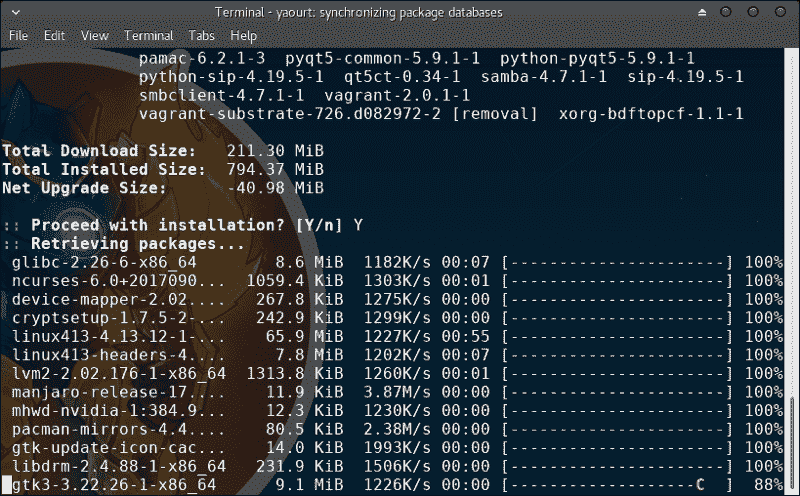 Terminal - yaourt: synchronizing package databases
File Edit View Terminal Tabs Help
pamac-6.2.1-3 pyqt5-common-5.9.1-1 python-pyqt5-5.9.1-1
python-sip-4.19.5-1 qt5ct-0.34-1 samba-4.7.1-1 sip-4.19.5-1
smbclient-4.7.1-1 vagrant-2.0.1-1
vagrant-substrate-726.d082972-2 [removal] xorg-bdftopcf-1.1-1
Total Download Size: 211.30 MiB
Total Installed Size: 794.37 MiB
Net Upgrade Size: -40.98 MiB
:: Proceed with installation? [Y/n] Y
:: Retrieving packages...
glibc-2.26-6-x86_64 8.6 MiB 1182K/s 00:07 [----------------------] 100%
ncurses-6.0+2017090... 1059.4 KiB 1303K/s 00:01 [----------------------] 100%
device-mapper-2.02.... 267.8 KiB 1275K/s 00:00 [----------------------] 100%
cryptsetup-1.7.5-2-... 242.9 KiB 1299K/s 00:00 [----------------------] 100%
linux413-4.13.12-1-... 65.9 MiB 1227K/s 00:55 [----------------------] 100%
linux413-headers-4.... 7.8 MiB 1202K/s 00:07 [----------------------] 100%
lvm2-2.02.176-1-x86_64 1313.8 KiB 1260K/s 00:01 [----------------------] 100%
manjaro-release-17.... 11.9 KiB 3.87M/s 00:00 [----------------------] 100%
mhwd-nvidia-1:384.9... 12.3 KiB 1230K/s 00:00 [----------------------] 100%
pacman-mirrors-4.4.... 80.5 KiB 2.38M/s 00:00 [----------------------] 100%
gtk-update-icon-cac... 14.0 KiB 1993K/s 00:00 [----------------------] 100%
libdrm-2.4.88-1-x86_64 231.9 KiB 1506K/s 00:00 [----------------------] 100%
gtk3-3.22.26-1-x86_64 9.1 MiB 1226K/s 00:00 [-------------------C  ] 88%